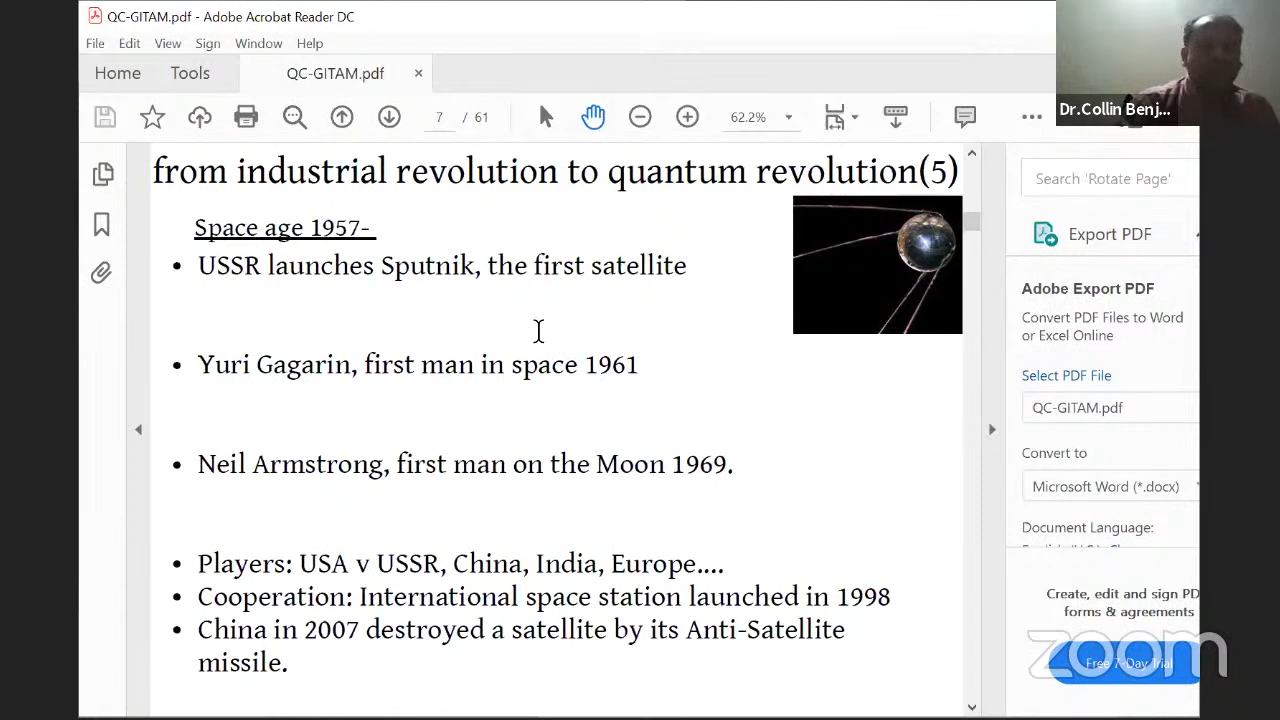 QC-GITAM.pdf - Adobe Acrobat Reader DC
File Edit View Sign Window Help
Home Tools QC-GITAM.pdf ×
7 / 61 62.2%
Dr.Collin Benj...
from industrial revolution to quantum revolution(5)
Space age 1957-
• USSR launches Sputnik, the first satellite
• Yuri Gagarin, first man in space 1961
• Neil Armstrong, first man on the Moon 1969.
• Players: USA v USSR, China, India, Europe....
• Cooperation: International space station launched in 1998
• China in 2007 destroyed a satellite by its Anti-Satellite
missile.
Search 'Rotate Page'
Export PDF
Adobe Export PDF
Convert PDF Files to Word
or Excel Online
Select PDF File
QC-GITAM.pdf
Convert to
Microsoft Word (*.docx)
Document Language:
Create, edit and sign PD
forms & agreements
Free 7-Day Trial
zoom